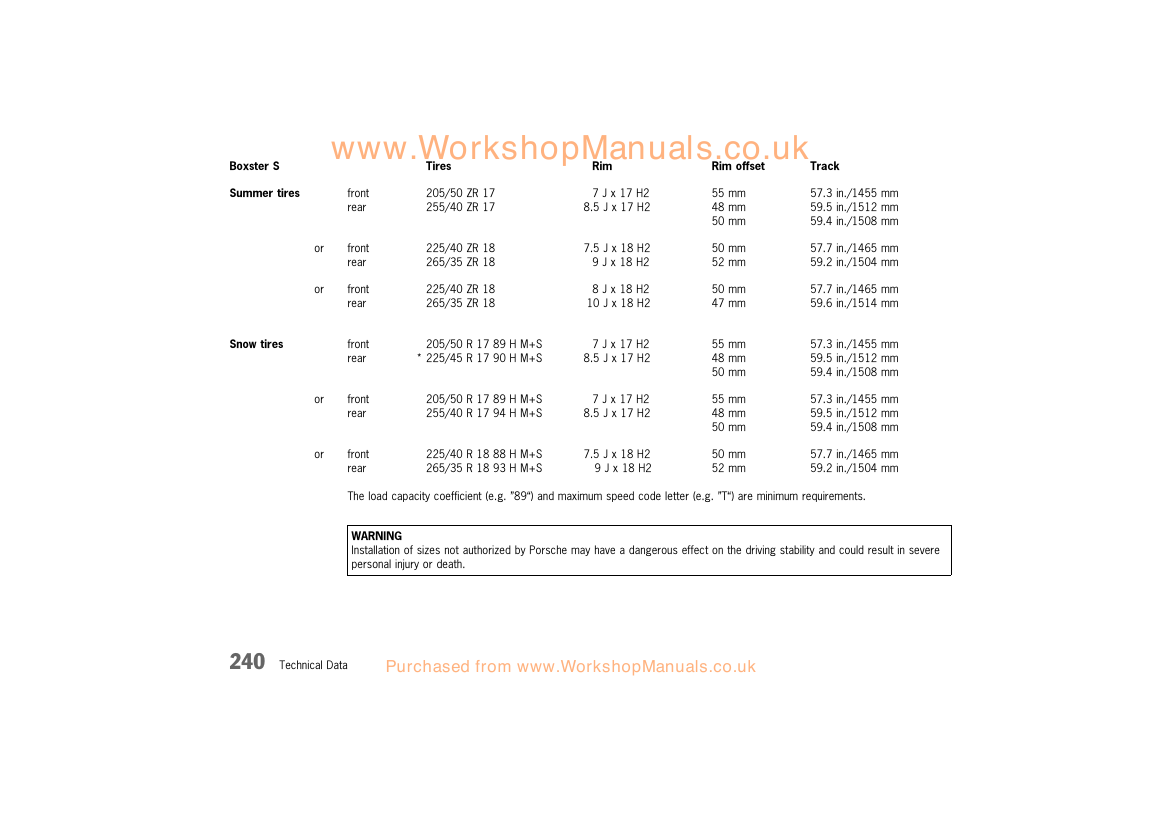 www.WorkshopManuals.co.uk
Boxster S Tires Rim Rim offset Track
Summer tires front 205/50 ZR 17 7 J x 17 H2 55 mm 57.3 in./1455 mm
rear 255/40 ZR 17 8.5 J x 17 H2 48 mm 59.5 in./1512 mm
50 mm 59.4 in./1508 mm
or front 225/40 ZR 18 7.5 J x 18 H2 50 mm 57.7 in./1465 mm
rear 265/35 ZR 18 9 J x 18 H2 52 mm 59.2 in./1504 mm
or front 225/40 ZR 18 8 J x 18 H2 50 mm 57.7 in./1465 mm
rear 265/35 ZR 18 10 J x 18 H2 47 mm 59.6 in./1514 mm
Snow tires front 205/50 R 17 89 H M+S 7 J x 17 H2 55 mm 57.3 in./1455 mm
rear * 225/45 R 17 90 H M+S 8.5 J x 17 H2 48 mm 59.5 in./1512 mm
50 mm 59.4 in./1508 mm
or front 205/50 R 17 89 H M+S 7 J x 17 H2 55 mm 57.3 in./1455 mm
rear 255/40 R 17 94 H M+S 8.5 J x 17 H2 48 mm 59.5 in./1512 mm
50 mm 59.4 in./1508 mm
or front 225/40 R 18 88 H M+S 7.5 J x 18 H2 50 mm 57.7 in./1465 mm
rear 265/35 R 18 93 H M+S 9 J x 18 H2 52 mm 59.2 in./1504 mm
The load capacity coefficient (e.g. "89“) and maximum speed code letter (e.g. "T“) are minimum requirements.
WARNING
Installation of sizes not authorized by Porsche may have a dangerous effect on the driving stability and could result in severe
personal injury or death.
240 Technical Data Purchased from www.WorkshopManuals.co.uk